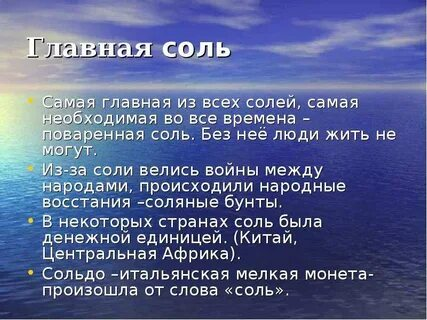 Главная соль
Самая главная из всех солей, самая
необходимая во все времена –
поваренная соль. Без неё люди жить не
могут.
Из-за соли велись войны между
народами, происходили народные
восстания –соляные бунты.
В некоторых странах соль была
денежной единицей. (Китай,
Центральная Африка).
Сольдо –итальянская мелкая монета-
произошла от слова «соль».